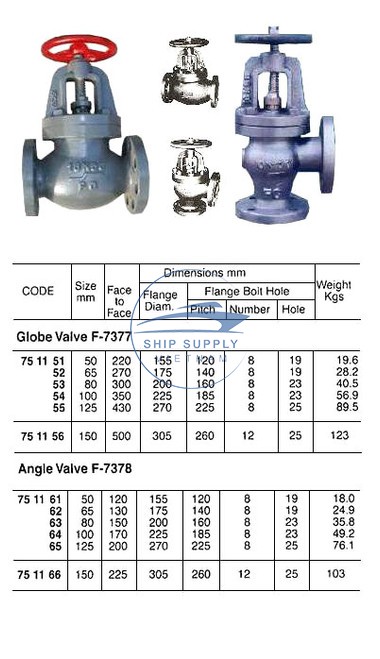 Dimensions mm
CODE Size mm Face to Face Flange Diam. Flange Bolt Hole Weight Kgs
Pitch Number Hole
Globe Valve F-7377
75 11 51 50 220 155 120 8 19 19.6
52 65 270 175 140 8 19 28.2
53 80 300 200 160 8 23 40.5
54 100 350 225 185 8 23 56.9
55 125 430 270 225 8 25 89.5
75 11 56 150 500 305 260 12 25 123
SHIP SUPPLY
VIETNAM
Angle Valve F-7378
75 11 61 50 120 155 120 8 19 18.0
62 65 130 175 140 8 19 24.9
63 80 150 200 160 8 23 35.8
64 100 170 225 185 8 23 49.2
65 125 200 270 225 8 25 76.1
75 11 66 150 225 305 260 12 25 103